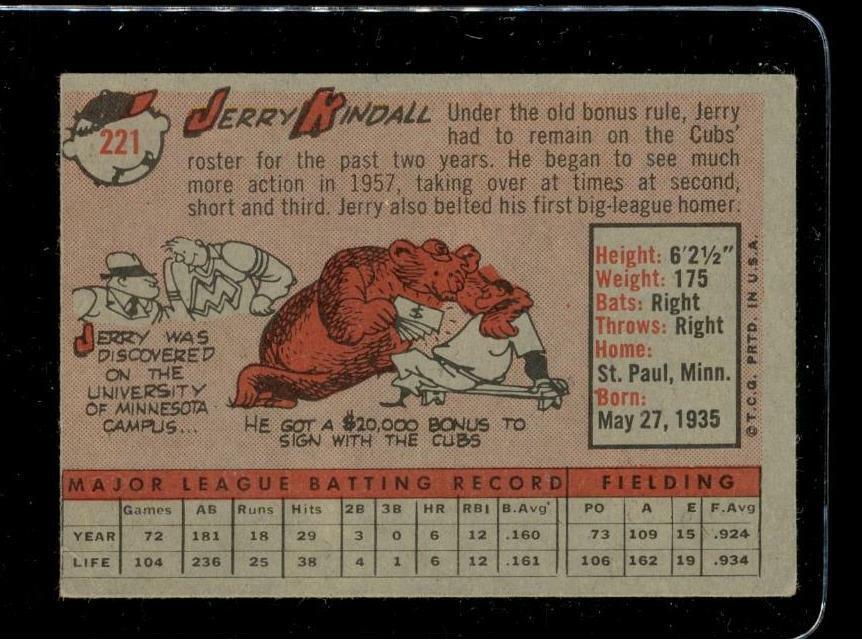 221
JERRY KINDALL
Under the old bonus rule, Jerry
had to remain on the Cubs'
roster for the past two years. He began to see much
more action in 1957, taking over at times at second,
short and third. Jerry also belted his first big-league homer.
JERRY WAS
DISCOVERED
ON THE
UNIVERSITY
OF MINNESOTA
CAMPUS...
$
HE GOT A $20,000 BONUS TO
SIGN WITH THE CUBS
Height: 6'2½"
Weight: 175
Bats: Right
Throws: Right
Home:
St. Paul, Minn.
Born:
May 27, 1935
© T.C.G. PRTD. IN U.S.A.
MAJOR LEAGUE BATTING RECORD FIELDING
Games AB Runs Hits 2B 3B HR RBI B.Avg. PO A E F.Avg
YEAR 72 181 18 29 3 0 6 12 .160 73 109 15 .924
LIFE 104 236 25 38 4 1 6 12 .161 106 162 19 .934